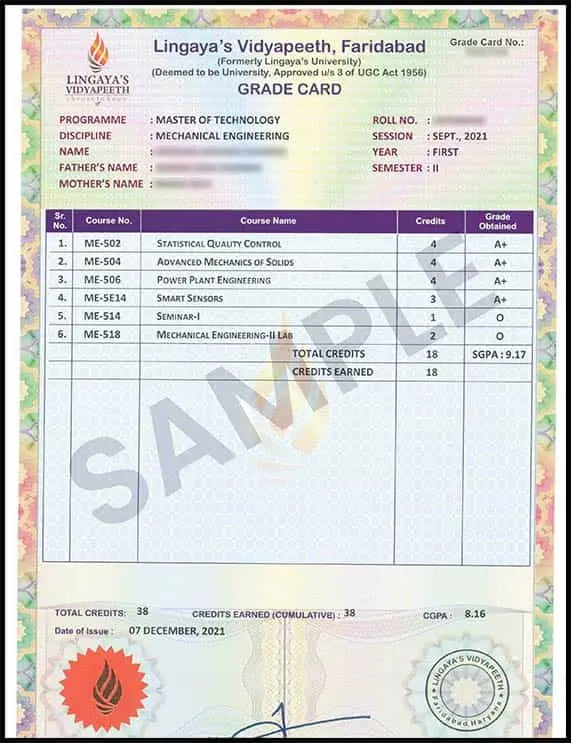 Lingaya's Vidyapeeth, Faridabad
Grade Card No.:
(Formerly Lingaya's University)
(Deemed to be University, Approved u/s 3 of UGC Act 1956)
GRADE CARD
LINGAYA'S
VIDYAPEETH
PROGRAMME : MASTER OF TECHNOLOGY ROLL NO. :
DISCIPLINE : MECHANICAL ENGINEERING SESSION : SEPT., 2021
NAME : YEAR : FIRST
FATHER'S NAME : SEMESTER : II
MOTHER'S NAME :
Sr. No. Course No. Course Name Credits Grade Obtained
1. ME-502 STATISTICAL QUALITY CONTROL 4 A+
2. ME-504 ADVANCED MECHANICS OF SOLIDS 4 A+
3. ME-506 POWER PLANT ENGINEERING 4 A+
4. ME-5E14 SMART SENSORS 3 A+
5. ME-514 SEMINAR-I 1 O
6. ME-518 MECHANICAL ENGINEERING-II LAB 2 O
TOTAL CREDITS 18 SGPA : 9.17
CREDITS EARNED 18
SAMPLE
TOTAL CREDITS: 38 CREDITS EARNED (CUMULATIVE) : 38 CGPA : 8.16
Date of Issue : 07 DECEMBER, 2021
LINGAYA'S VIDYAPEETH
Faridabad, Haryana